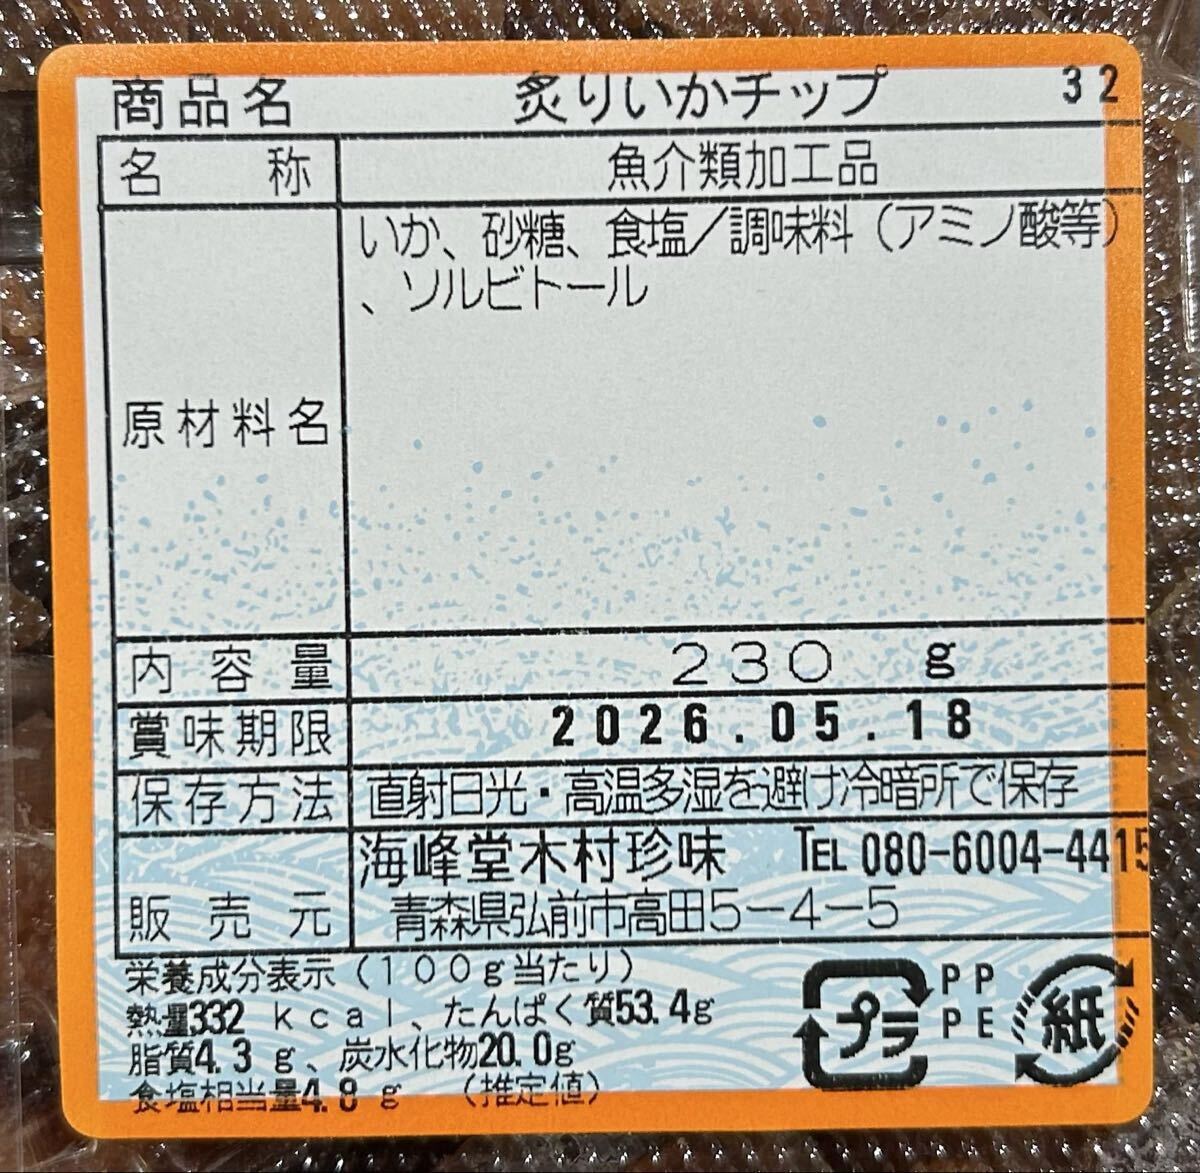 商品名 炙りいかチップ 32
名称 魚介類加工品
原材料名 いか、砂糖、食塩／調味料（アミノ酸等）
、ソルビトール
内容量 230 g
賞味期限 2026.05.18
保存方法 直射日光・高温多湿を避け冷暗所で保存
販売元 海峰堂木村珍味 TEL 080-6004-4415
青森県弘前市高田5-4-5
栄養成分表示（100g当たり）
熱量332 kcal、たんぱく質53.4g
脂質4.3 g、炭水化物20.0g
食塩相当量4.8 g （推定値）
プラ PP
PE
紙